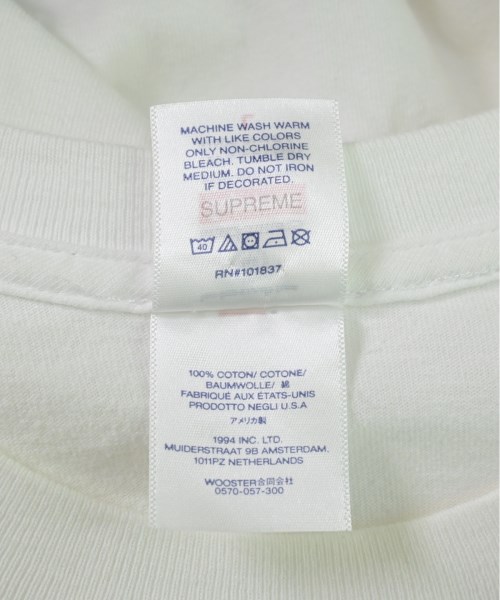 MACHINE WASH WARM
WITH LIKE COLORS
ONLY NON-CHLORINE
BLEACH. TUMBLE DRY
MEDIUM. DO NOT IRON
IF DECORATED.
SUPREME
40
RN#101837
100% COTON/ COTONE/
BAUMWOLLE/ 綿
FABRIQUÉ AUX ÉTATS-UNIS
PRODOTTO NEGLI U.S.A
アメリカ製
1994 INC. LTD.
MUIDERSTRAAT 9B AMSTERDAM.
1011PZ NETHERLANDS
WOOSTER合同会社
0570-057-300